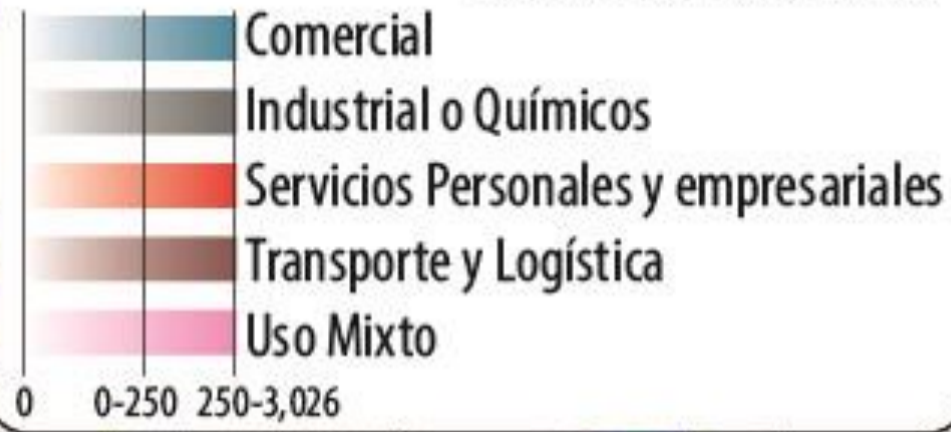 Comercial
Industrial o Químicos
Servicios Personales y empresariales
Transporte y Logística
Uso Mixto
0 0-250 250-3,026